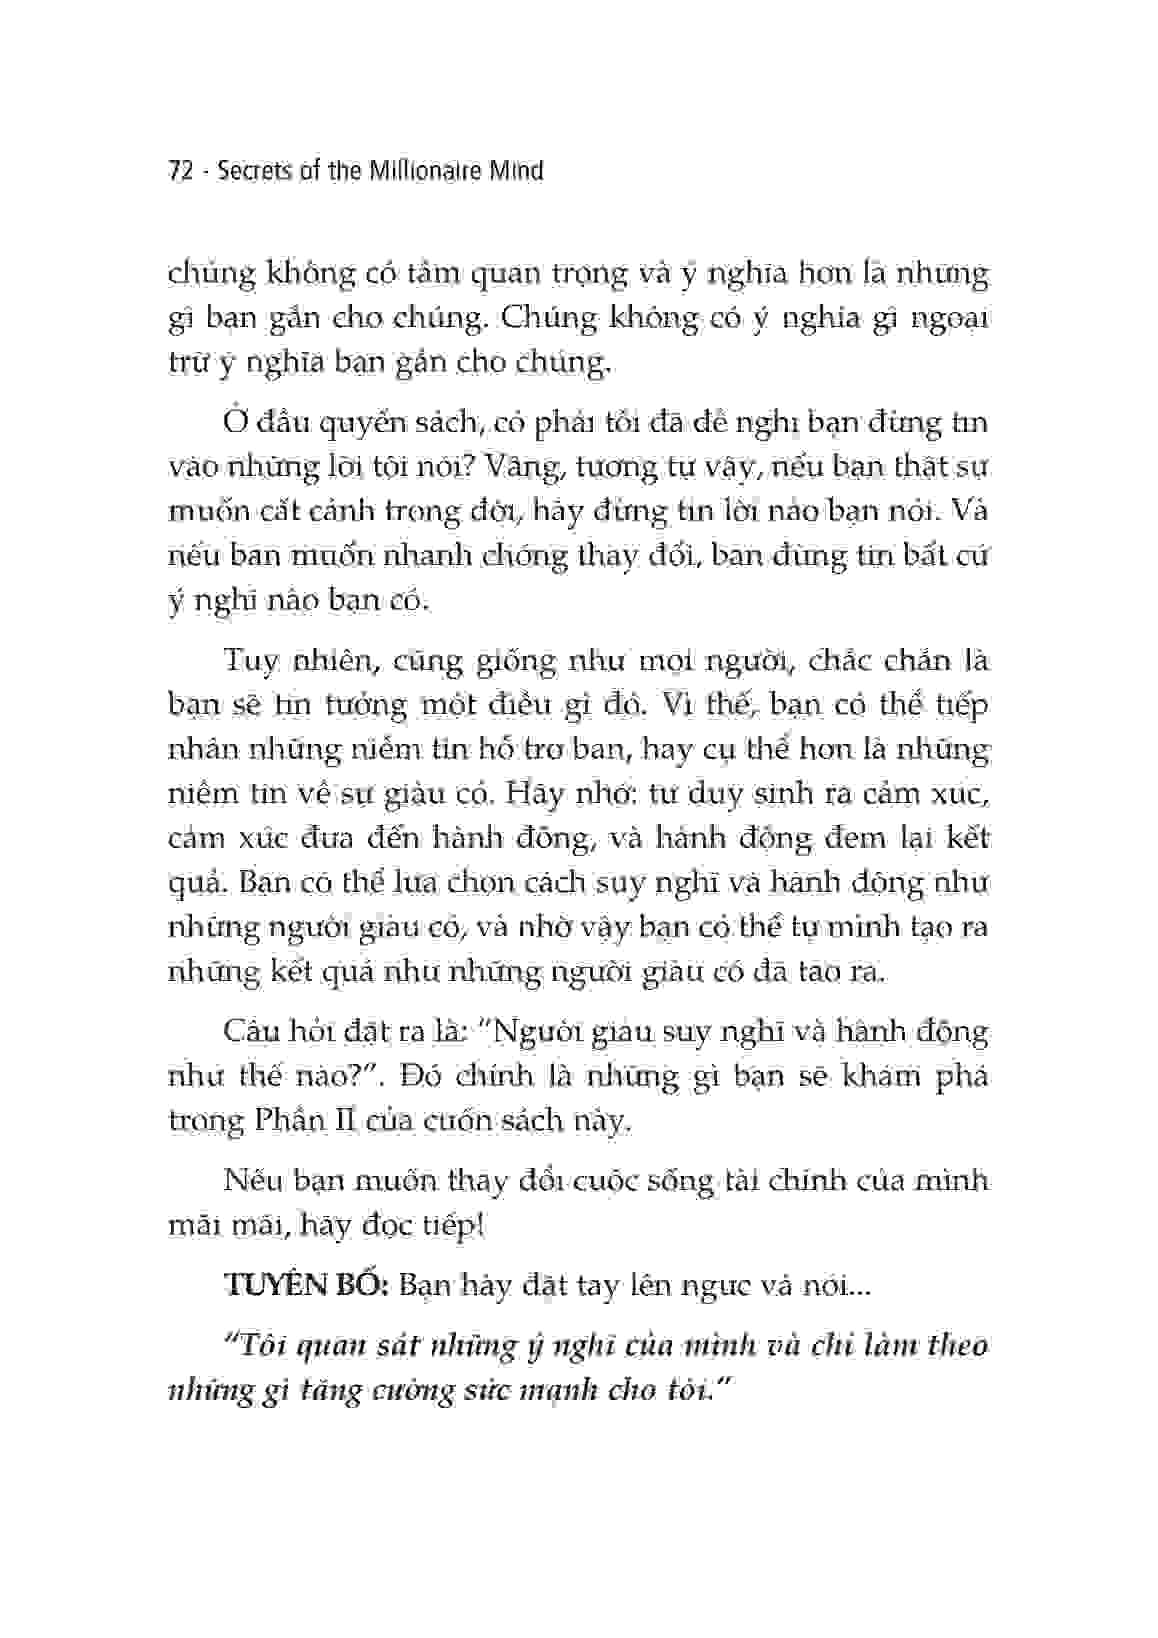 72 - Secrets of the Millionaire Mind
chúng không có tầm quan trọng và ý nghĩa hơn là những
gì bạn gắn cho chúng. Chúng không có ý nghĩa gì ngoại
trừ ý nghĩa bạn gắn cho chúng.
Ở đầu quyển sách, có phải tôi đã đề nghị bạn đừng tin
vào những lời tôi nói? Vâng, tương tự vậy, nếu bạn thật sự
muốn cất cánh trong đời, hãy đừng tin lời nào bạn nói. Và
nếu bạn muốn nhanh chóng thay đổi, bạn đừng tin bất cứ
ý nghĩ nào bạn có.
Tuy nhiên, cũng giống như mọi người, chắc chắn là
bạn sẽ tin tưởng một điều gì đó. Vì thế, bạn có thể tiếp
nhận những niềm tin hỗ trợ bạn, hay cụ thể hơn là những
niềm tin về sự giàu có. Hãy nhớ: tư duy sinh ra cảm xúc,
cảm xúc đưa đến hành động, và hành động đem lại kết
quả. Bạn có thể lựa chọn cách suy nghĩ và hành động như
những người giàu có, và nhờ vậy bạn có thể tự mình tạo ra
những kết quả như những người giàu có đã tạo ra.
Câu hỏi đặt ra là: “Người giàu suy nghĩ và hành động
như thế nào?”. Đó chính là những gì bạn sẽ khám phá
trong Phần II của cuốn sách này.
Nếu bạn muốn thay đổi cuộc sống tài chính của mình
mãi mãi, hãy đọc tiếp!
TUYÊN BỐ: Bạn hãy đặt tay lên ngực và nói...
“Tôi quan sát những ý nghĩ của mình và chỉ làm theo
những gì tăng cường sức mạnh cho tôi.”